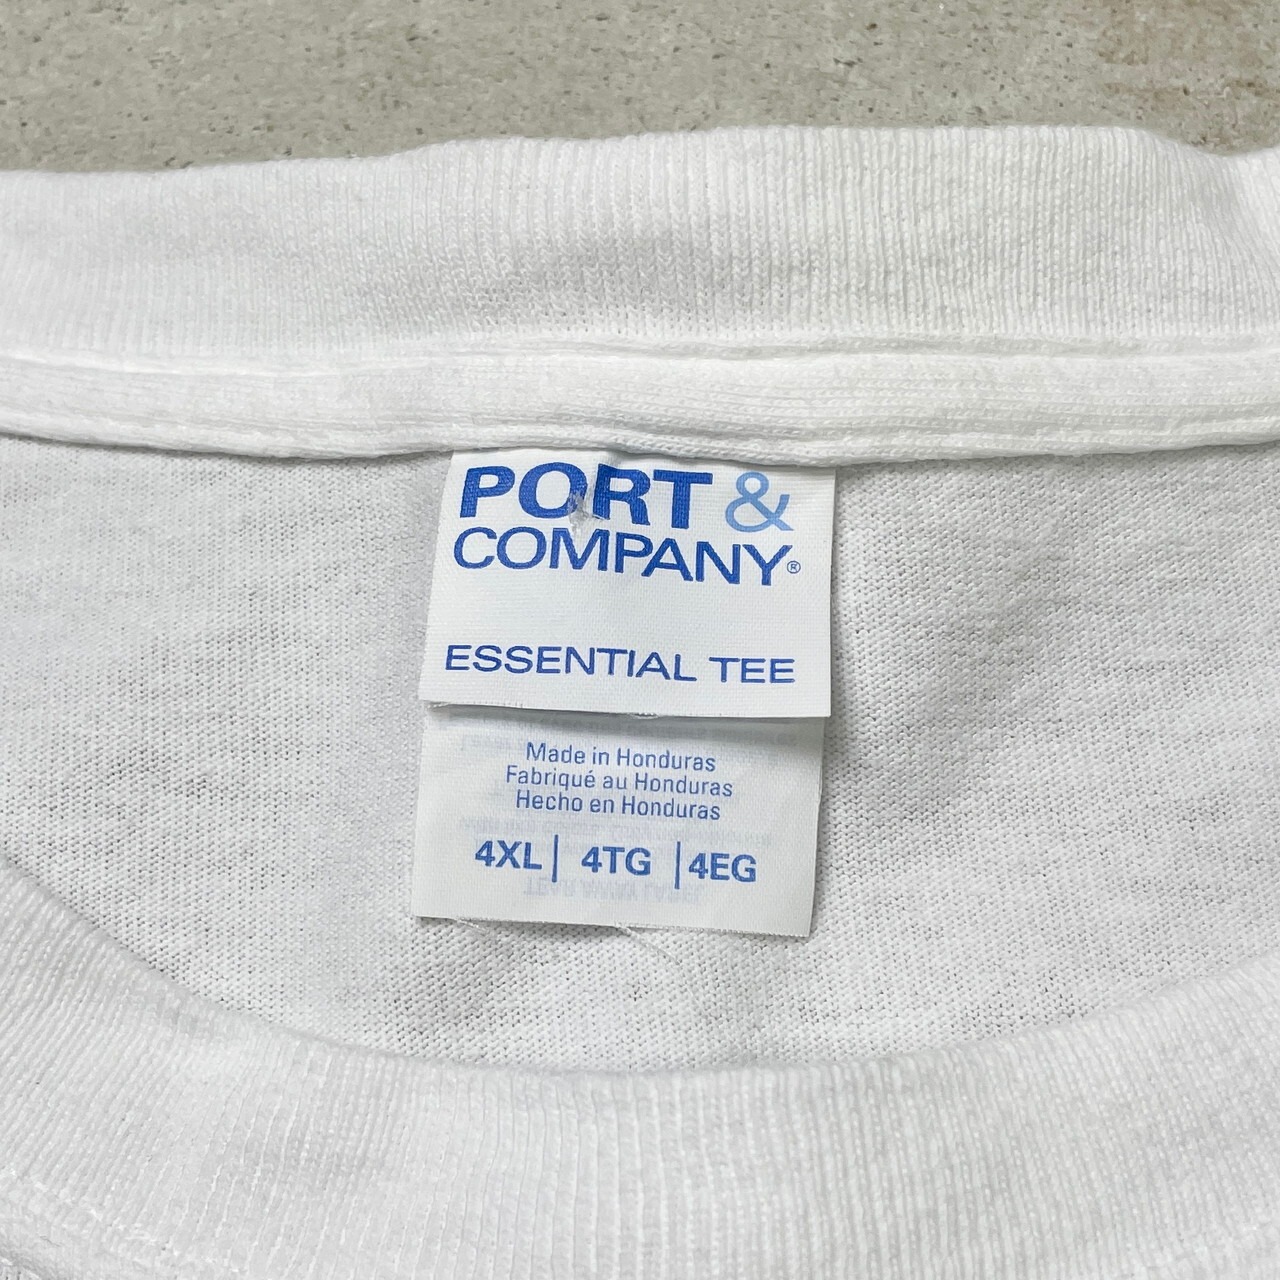 PORT &
COMPANY®
ESSENTIAL TEE
Made in Honduras
Fabriqué au Honduras
Hecho en Honduras
4XL | 4TG | 4EG